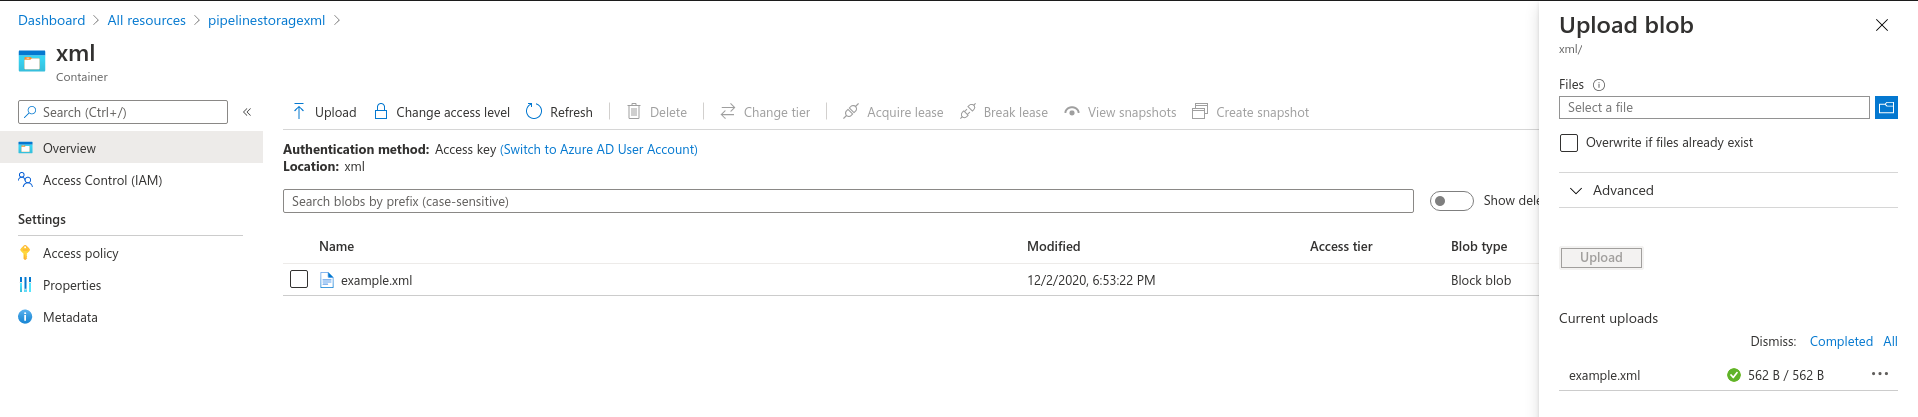 Dashboard > All resources > pipelinestoragexml >
xml
Container
Search (Ctrl+/)
«
Overview
Access Control (IAM)
Settings
Access policy
Properties
Metadata
Upload Change access level Refresh Delete Change tier Acquire lease Break lease View snapshots Create snapshot
Authentication method: Access key (Switch to Azure AD User Account)
Location: xml
Search blobs by prefix (case-sensitive)
Show dele
Name Modified Access tier Blob type
example.xml 12/2/2020, 6:53:22 PM Block blob
Upload blob
xml/
Files
Select a file
Overwrite if files already exist
Advanced
Upload
Current uploads
Dismiss: Completed All
example.xml 562 B / 562 B ···